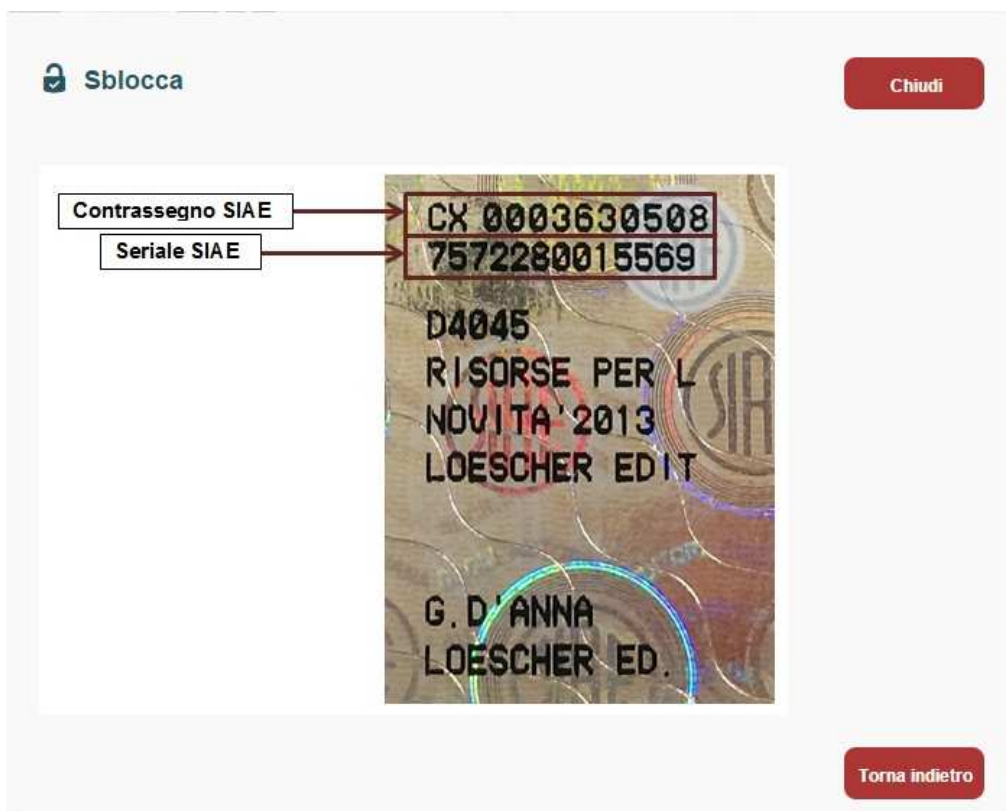 Sblocca
Chiudi
Contrassegno SIAE
CX 0003630508
Seriale SIAE
7572280015569
D4045
RISORSE PER L
NOVITA'2013
LOESCHER EDIT
SIAE
G.D'ANNA
LOESCHER ED.
Torna indietro